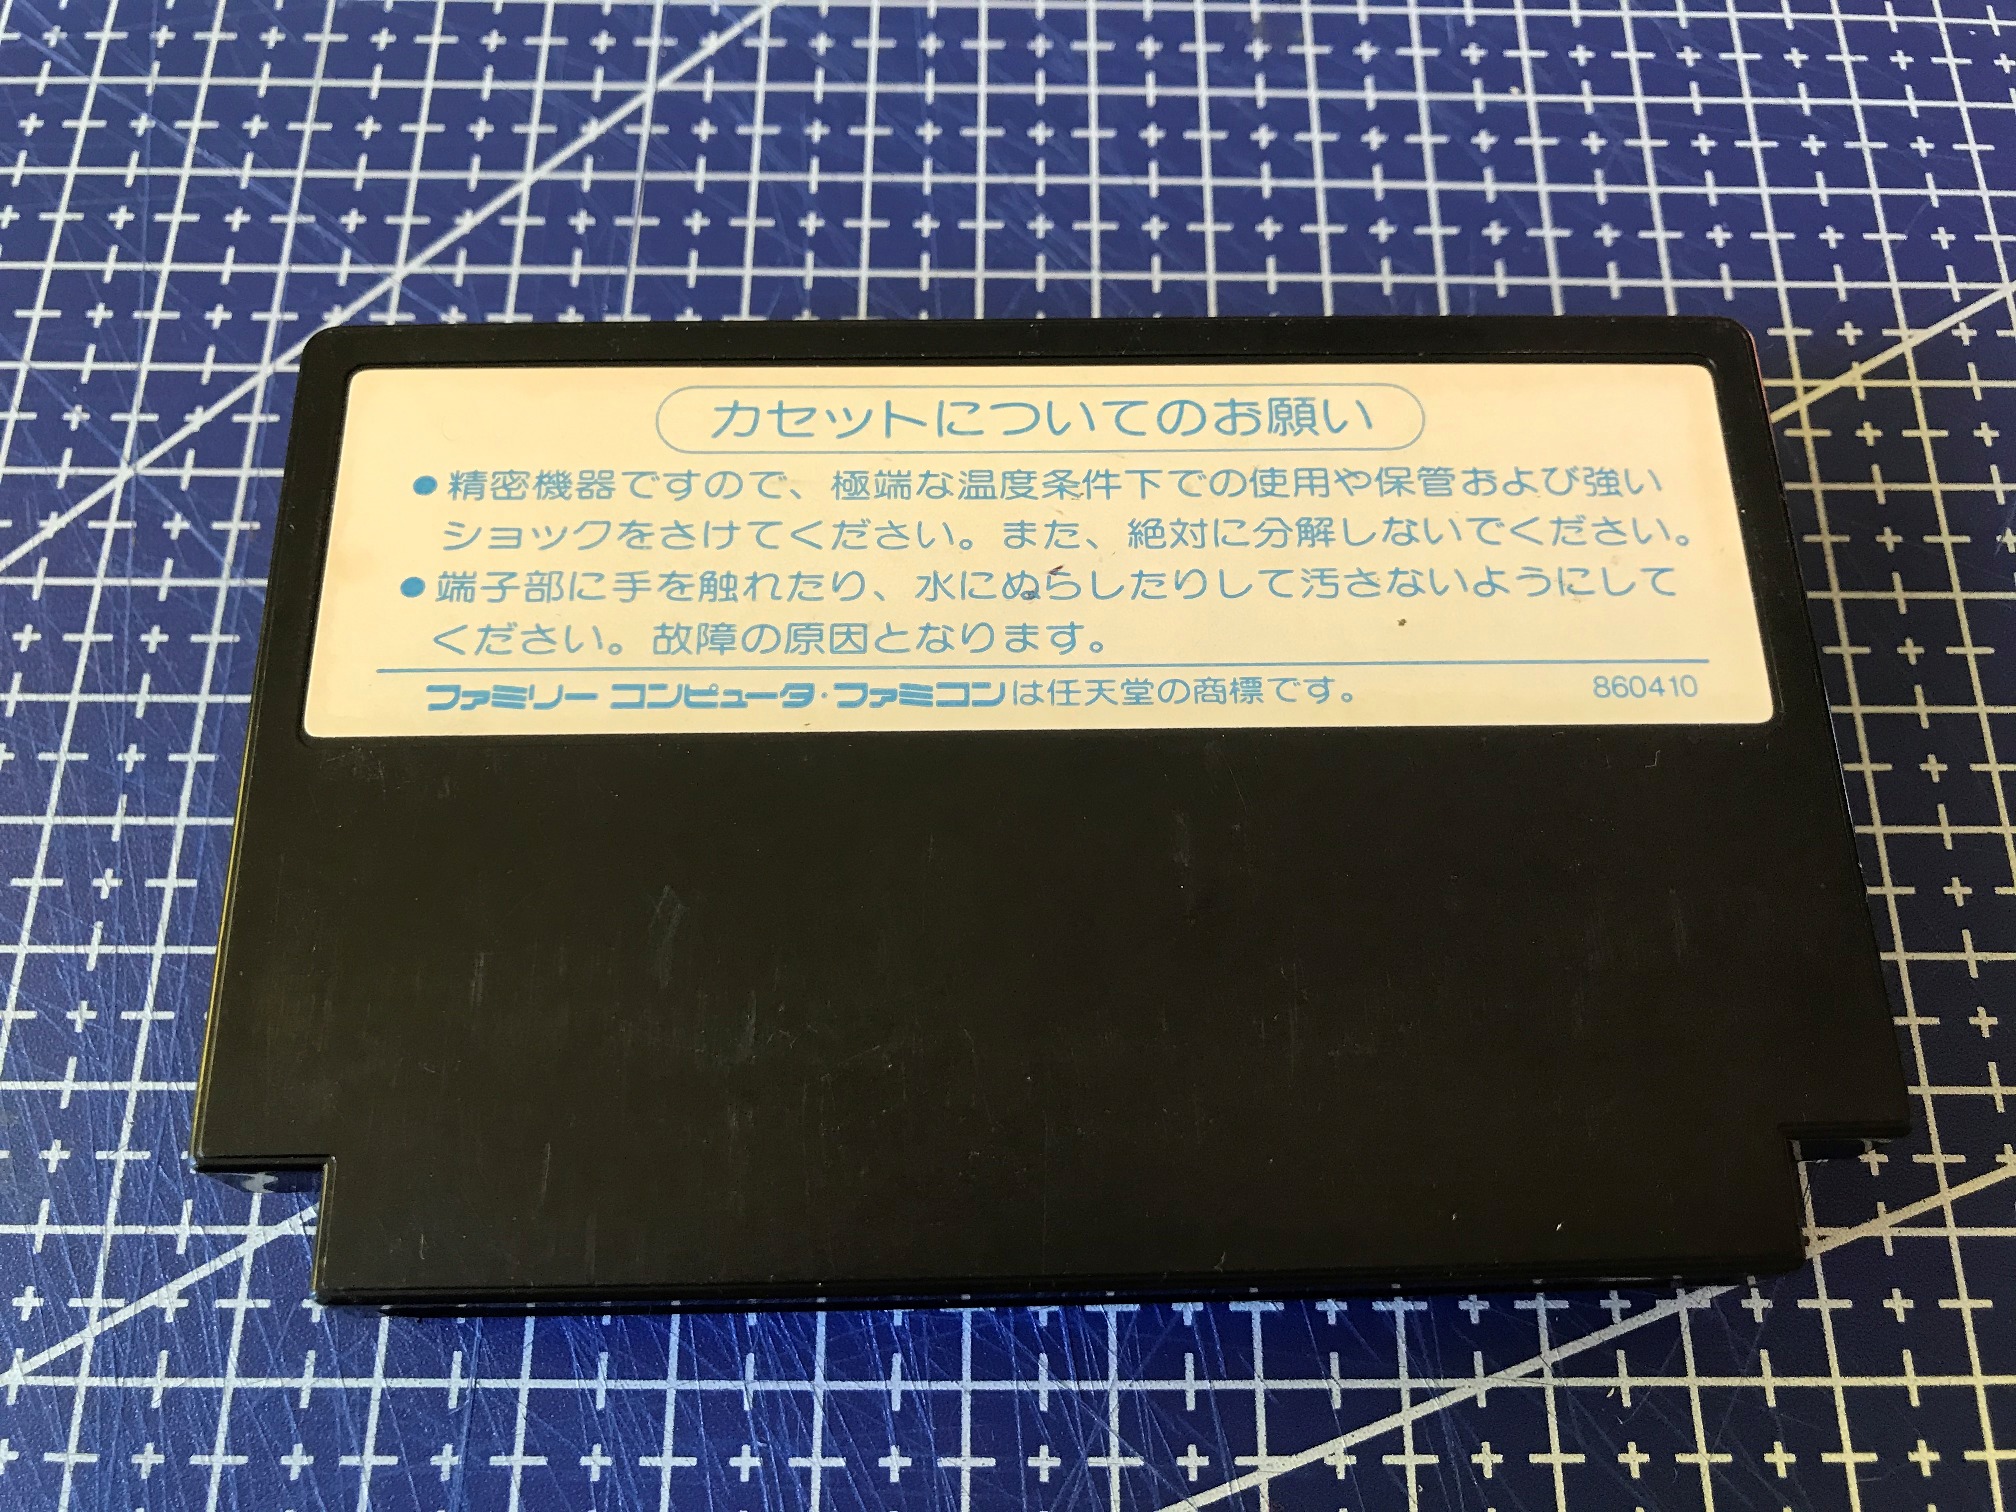 カセットについてのお願い
●精密機器ですので、極端な温度条件下での使用や保管および強い
ショックをさけてください。また、絶対に分解しないでください。
●端子部に手を触れたり、水にぬらしたりして汚さないようにして
ください。故障の原因となります。
ファミリー コンピュータ・ファミコンは任天堂の商標です。 860410